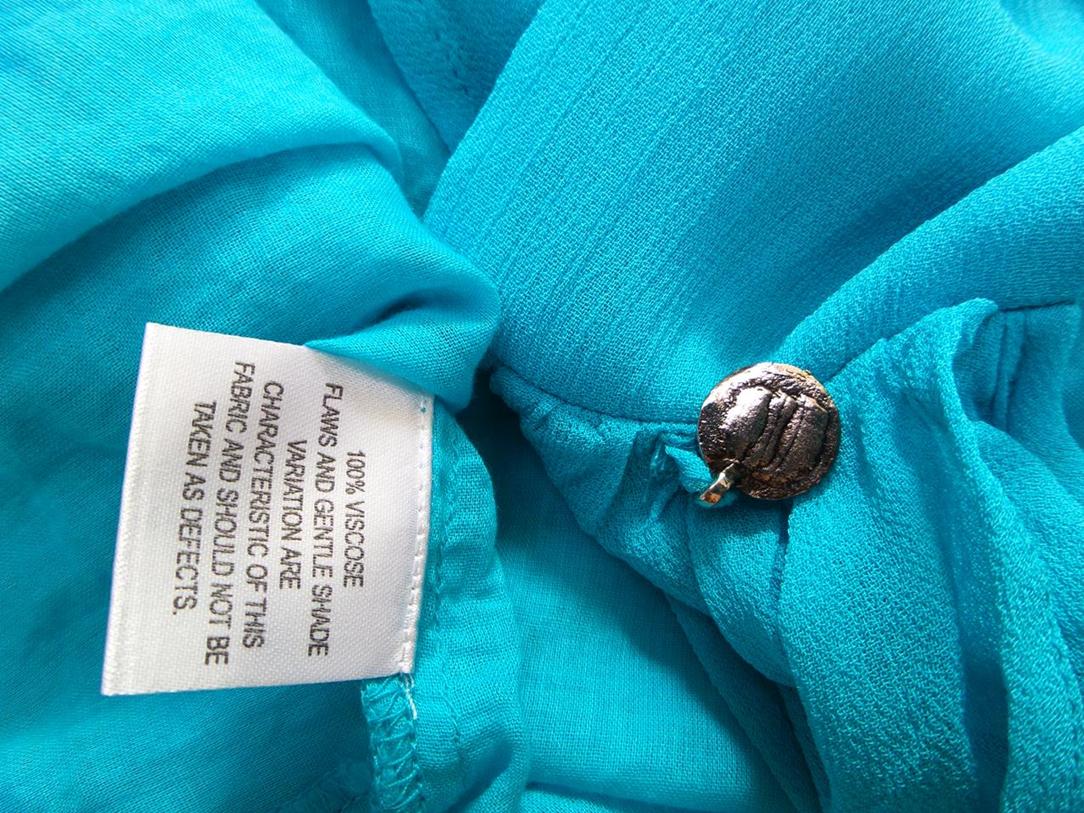 100% VISCOSE
FLAWS AND GENTLE SHADE
VARIATION ARE
CHARACTERISTIC OF THIS
FABRIC AND SHOULD NOT BE
TAKEN AS DEFECTS.